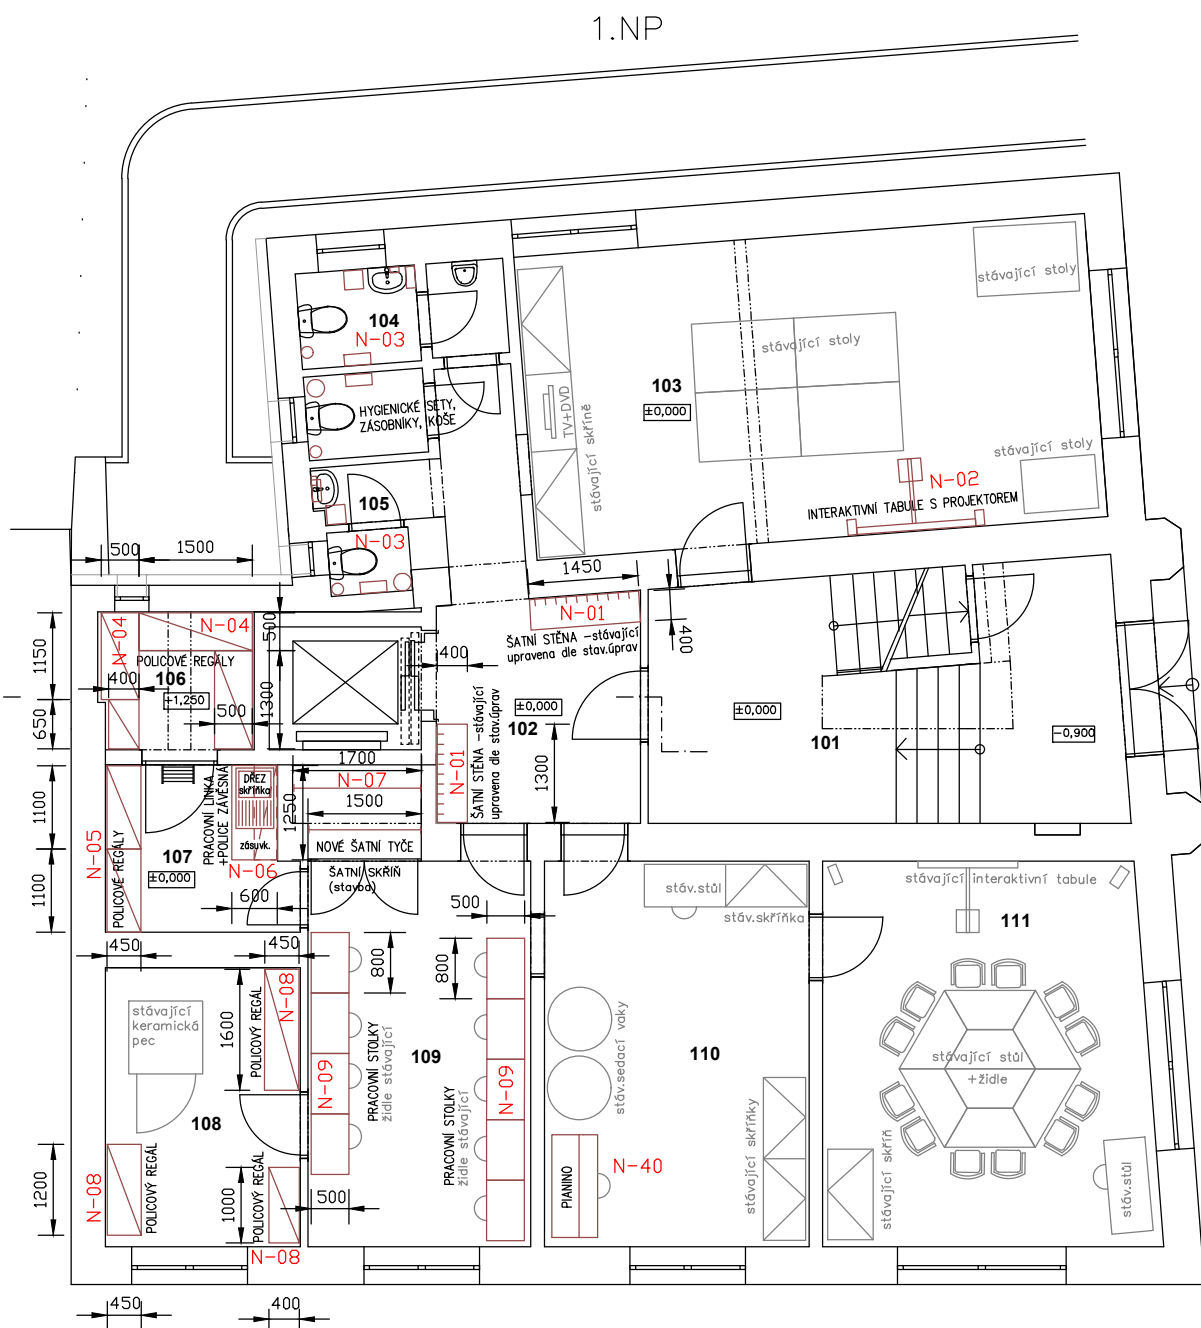 1.NP
stávající stoly
104
N-03
stávající stoly
103
±0,000
TV+DVD
stávající skříně
HYGIENICKÉ SETY,
ZÁSOBNÍKY, KOŠE
stávající stoly
N-02
INTERAKTIVNÍ TABULE S PROJEKTOREM
105
N-03
500
1500
1450
N-01
400
ŠATNÍ STĚNA -stávající
upravena dle stav.úprav
N-04
N-04
500
1150
POLICOVÉ REGÁLY
106
400
+1,250
500
650
1300
400
±0,000
102
ŠATNÍ STĚNA -stávající
upravena dle stav.úprav
N-01
1300
±0,000
101
-0,900
1700
N-07
1500
1250
NOVÉ ŠATNÍ TYČE
ŠATNÍ SKŘÍŇ
(stavba)
DŘEZ
skříňka
zásuvk.
PRACOVNÍ LINKA
+POLICE ZÁVĚSNÁ
N-06
600
1100
1100
N-05
107
±0,000
POLICOVÉ REGÁLY
450
450
500
800
800
stáv.stůl
stáv.skříňka
stávající interaktivní tabule
111
stávající
keramická
pec
1600
POLICOVÝ REGÁL
N-08
108
N-09
PRACOVNÍ STOLKY
židle stávající
109
N-09
PRACOVNÍ STOLKY
židle stávající
stáv.sedací vaky
110
stávající stůl
+židle
stávající skříňky
PIANINO
N-40
stávající skříň
stáv.stůl
1200
N-08
POLICOVÝ REGÁL
1000
POLICOVÝ REGÁL
N-08
500
450
400